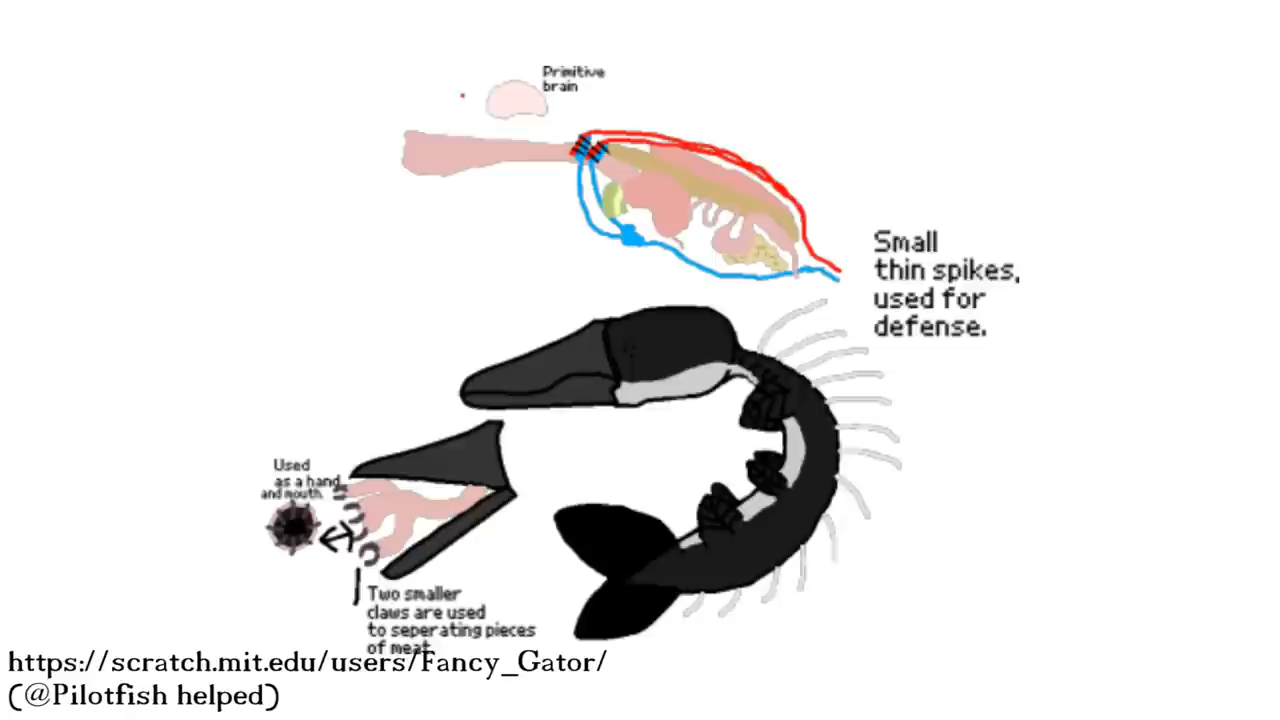 Primitive
brain
Small
thin spikes,
used for
defense.
Used
as a hand
and mouth.
Two smaller
claws are used
to seperating pieces
of meat.
https://scratch.mit.edu/users/Fancy_Gator/
(@Pilotfish helped)